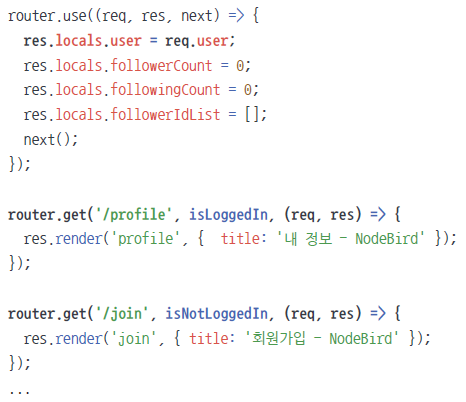 router.use((req, res, next) => {
  res.locals.user = req.user;
  res.locals.followerCount = 0;
  res.locals.followingCount = 0;
  res.locals.followerIdList = [];
  next();
});

router.get('/profile', isLoggedIn, (req, res) => {
  res.render('profile', {  title: '내 정보 - NodeBird' });
});

router.get('/join', isNotLoggedIn, (req, res) => {
  res.render('join', { title: '회원가입 - NodeBird' });
});
...